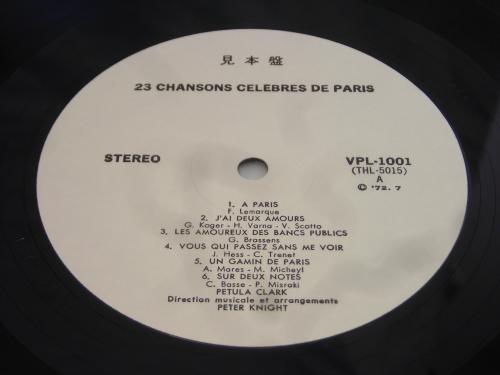 見本盤
23 CHANSONS CELEBRES DE PARIS
STEREO
VPL-1001
(THL-5015)
A
© '72. 7
1. A PARIS
F. Lemarque
2. J'AI DEUX AMOURS
G. Koger - H. Varna - V. Scotto
3. LES AMOUREUX DES BANCS PUBLICS
G. Brassens
4. VOUS QUI PASSEZ SANS ME VOIR
J. Hess - C. Trenet
5. UN GAMIN DE PARIS
A. Mares - M. Micheyl
6. SUR DEUX NOTES
C. Basse - P. Misraki
PETULA CLARK
Direction musicale et arrangements
PETER KNIGHT